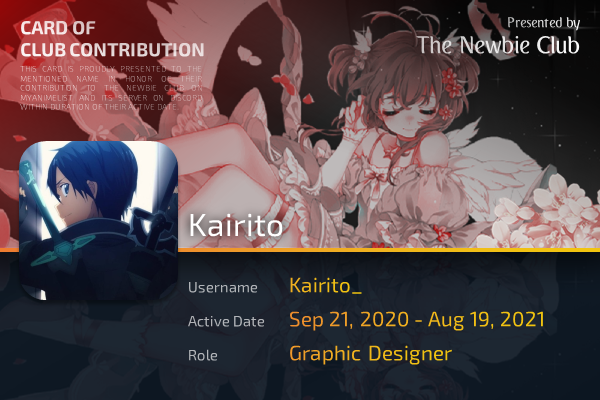 CARD OF
CLUB CONTRIBUTION
THIS CARD IS PROUDLY PRESENTED TO THE
MENTIONED NAME IN HONOR OF THEIR
CONTRIBUTION TO THE NEWBIE CLUB ON
MYANIMELIST AND ITS SERVER ON DISCORD
WITHIN DURATION OF THEIR ACTIVE DATE
Presented by
The Newbie Club
Kairito
Username Kairito_
Active Date Sep 21, 2020 - Aug 19, 2021
Role Graphic Designer